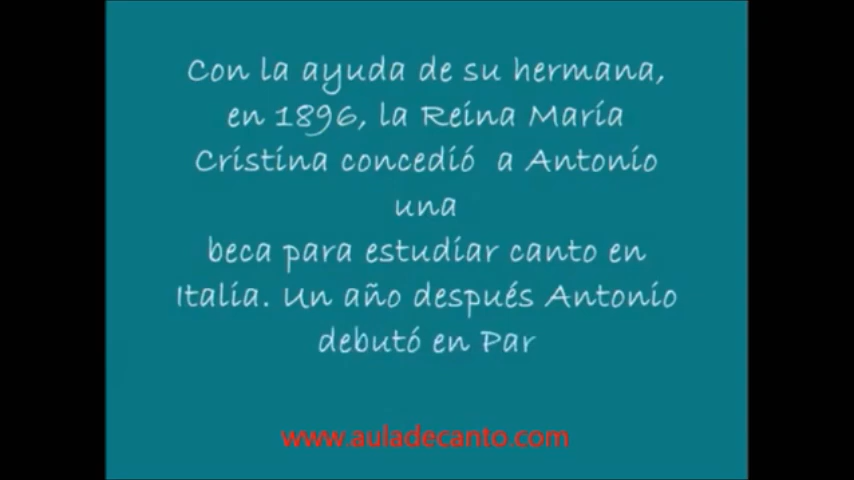 Con la ayuda de su hermana,
en 1896, la Reina María
Cristina concedió a Antonio
una
beca para estudiar canto en
Italia. Un año después Antonio
debutó en Par
www.auladecanto.com